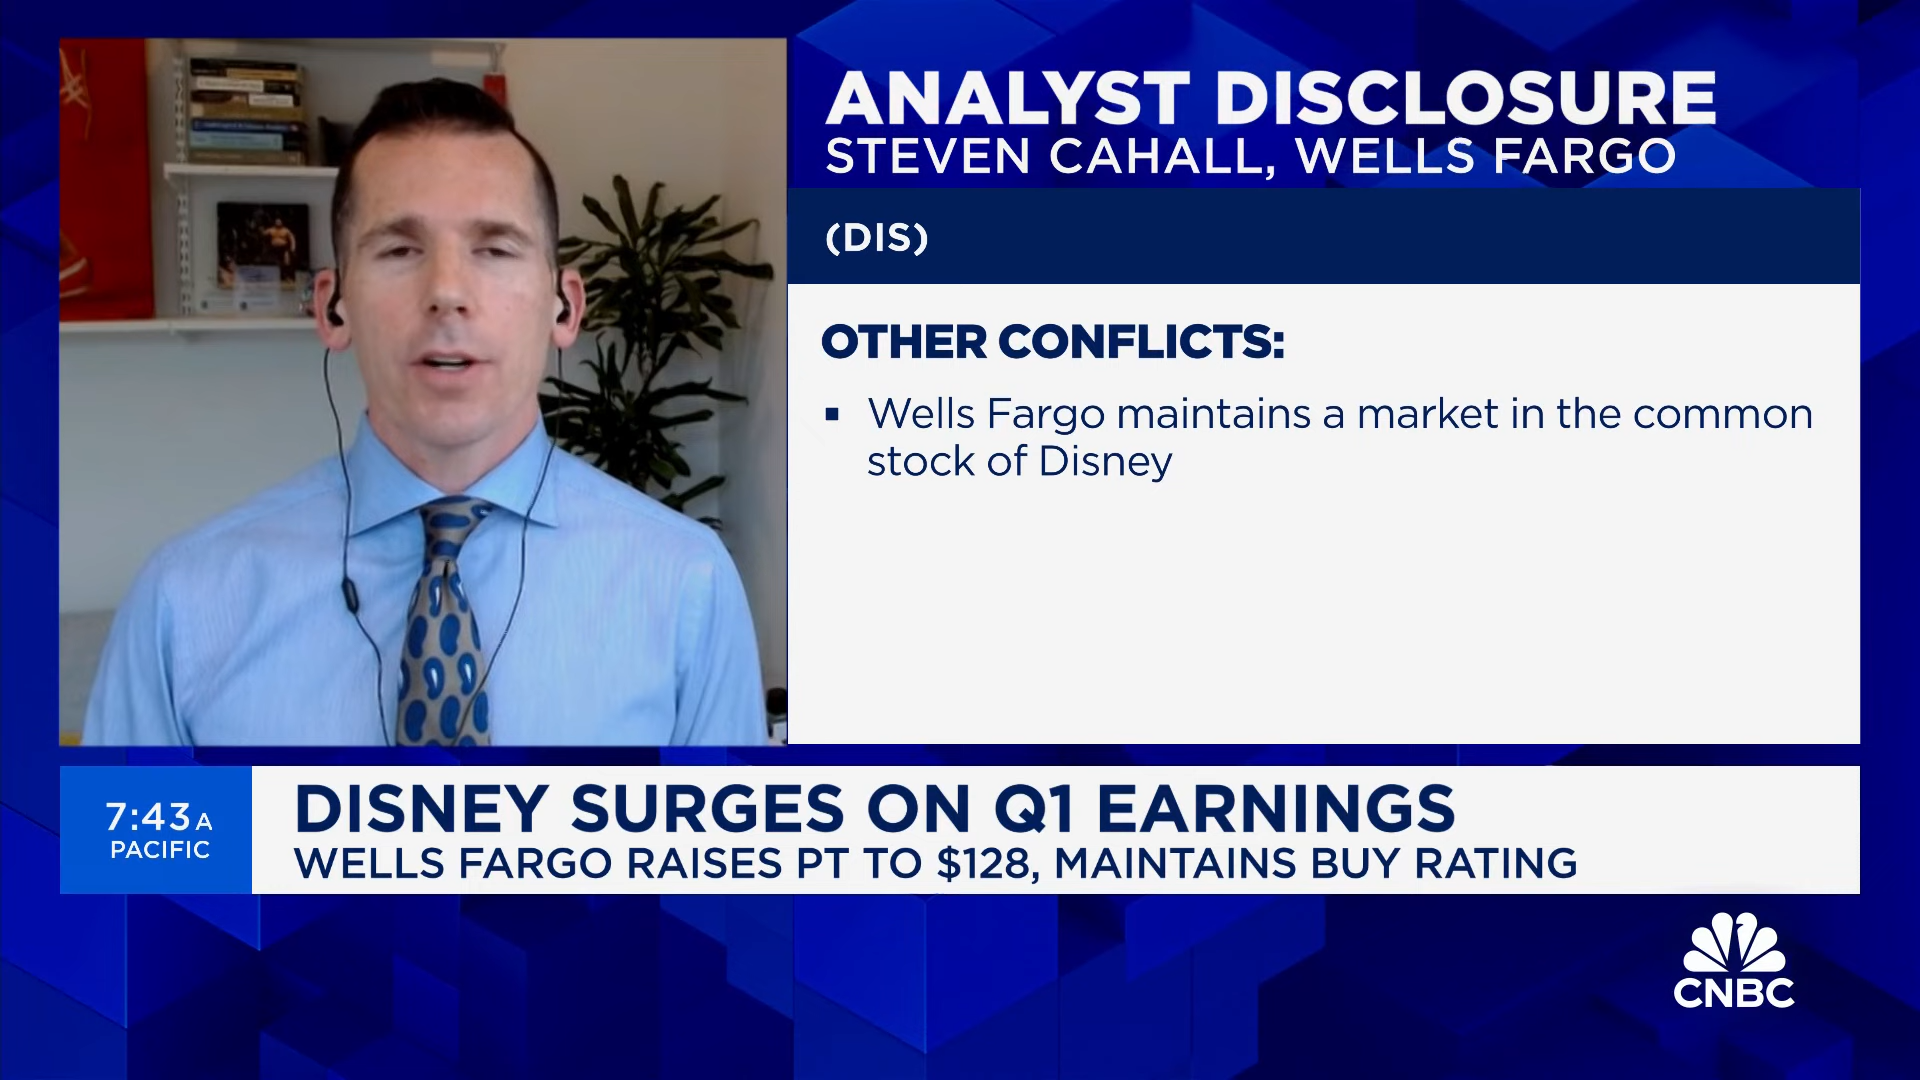 ANALYST DISCLOSURE
STEVEN CAHALL, WELLS FARGO
(DIS)
OTHER CONFLICTS:
▪ Wells Fargo maintains a market in the common
stock of Disney
7:43 A
PACIFIC
DISNEY SURGES ON Q1 EARNINGS
WELLS FARGO RAISES PT TO $128, MAINTAINS BUY RATING
CNBC